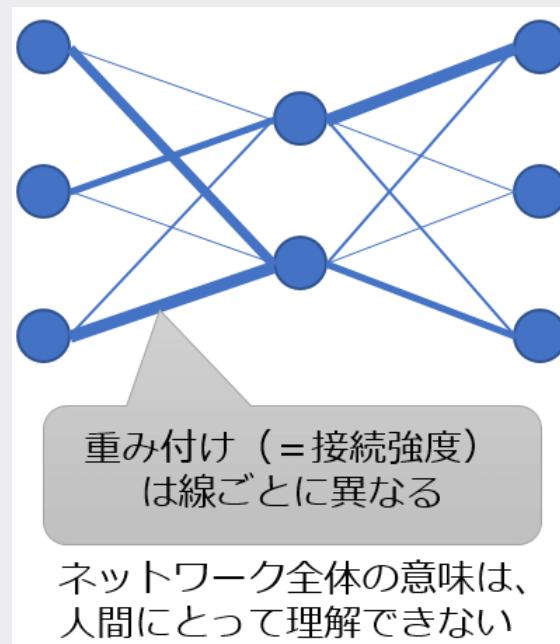 重み付け（＝接続強度）
は線ごとに異なる
ネットワーク全体の意味は、
人間にとって理解できない